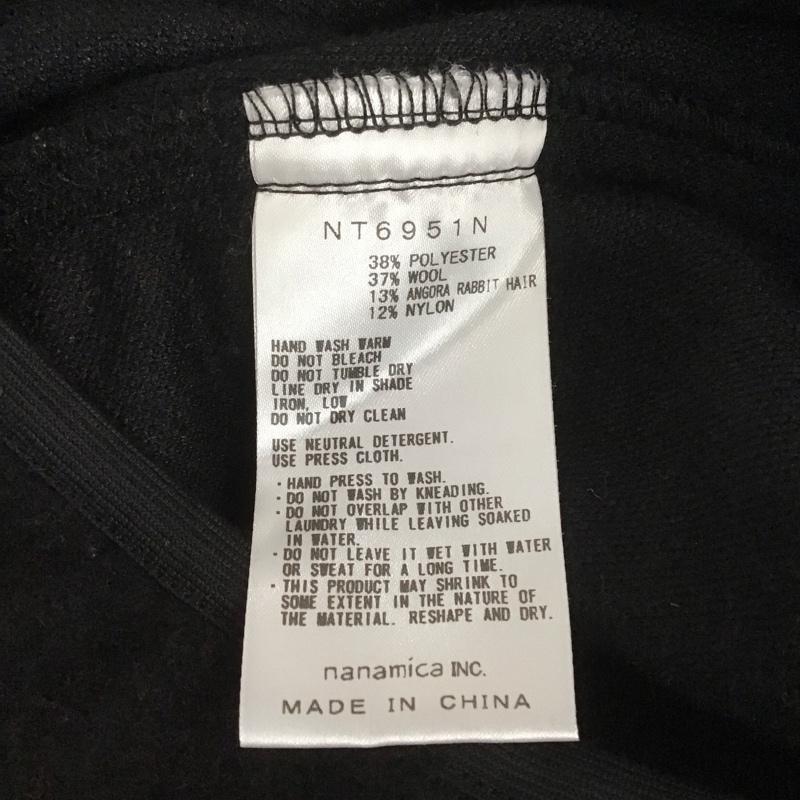 NT6951N
38% POLYESTER
37% WOOL
13% ANGORA RABBIT HAIR
12% NYLON
HAND WASH WARM
DO NOT BLEACH
DO NOT TUMBLE DRY
LINE DRY IN SHADE
IRON, LOW
DO NOT DRY CLEAN
USE NEUTRAL DETERGENT.
USE PRESS CLOTH.
・HAND PRESS TO WASH.
・DO NOT WASH BY KNEADING.
・DO NOT OVERLAP WITH OTHER
LAUNDRY WHILE LEAVING SOAKED
IN WATER.
・DO NOT LEAVE IT WET WITH WATER
OR SWEAT FOR A LONG TIME.
・THIS PRODUCT MAY SHRINK TO
SOME EXTENT IN THE NATURE OF
THE MATERIAL. RESHAPE AND DRY.
nanamica INC.
MADE IN CHINA